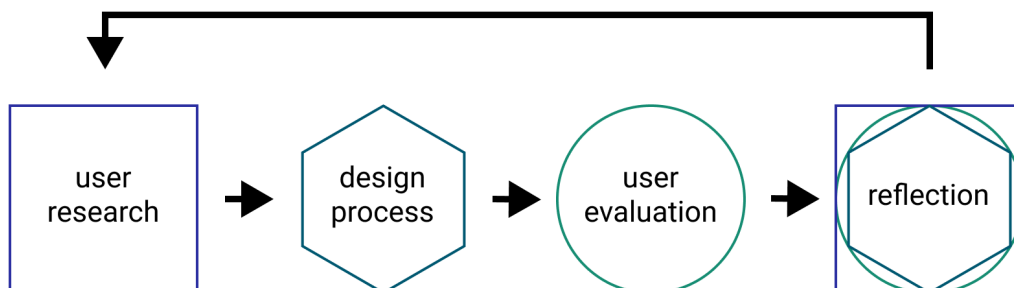 user
research
design
process
user
evaluation
reflection